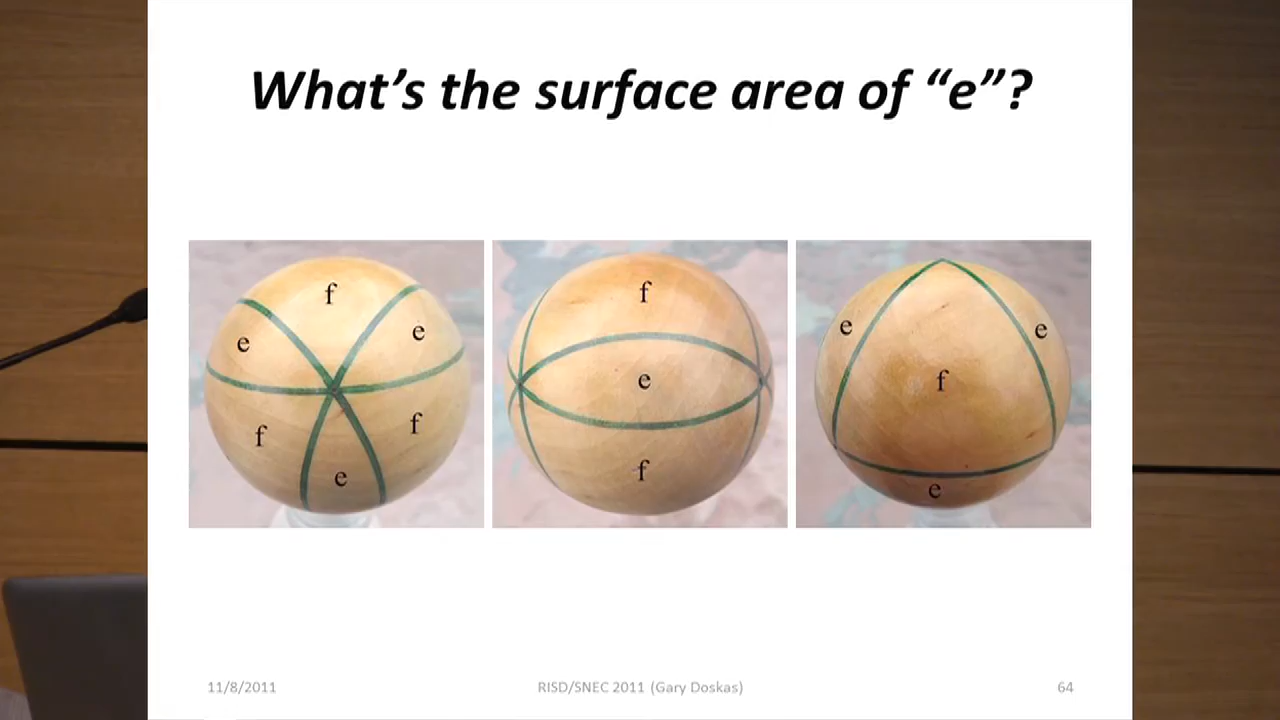 What's the surface area of “e”?
f
e
e
f
f
e
f
e
f
e
e
f
e
11/8/2011
RISD/SNEC 2011 (Gary Doskas)
64